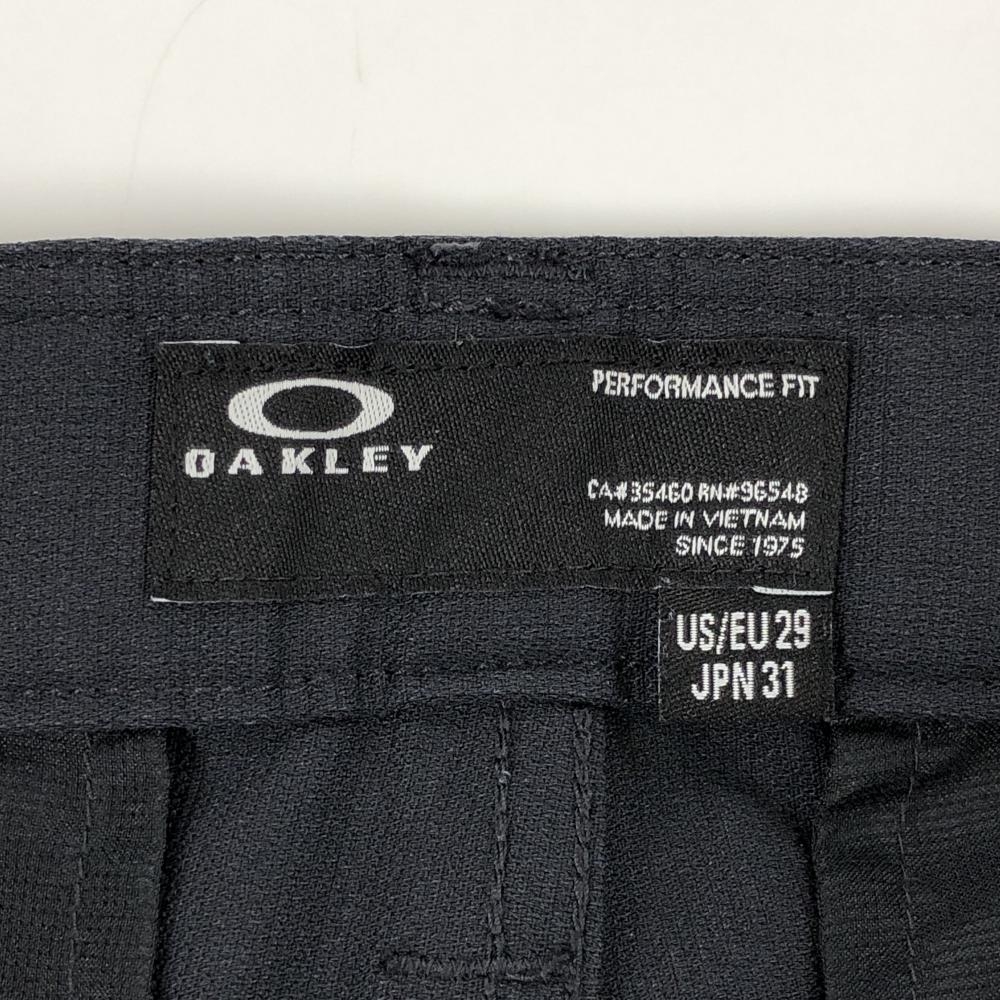 OAKLEY
PERFORMANCE FIT
CA#35460 RN#96548
MADE IN VIETNAM
SINCE 1975
US/EU 29
JPN 31